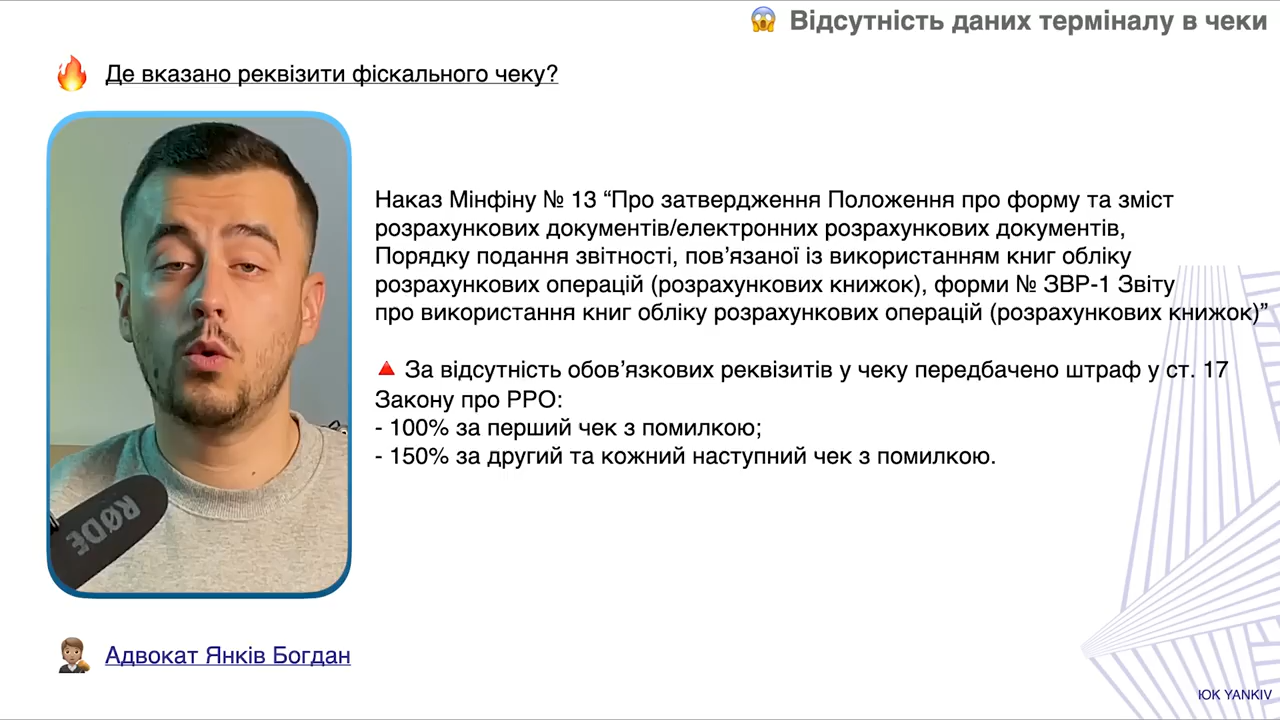 😱 Відсутність даних терміналу в чеки
🔥 Де вказано реквізити фіскального чеку?
Наказ Мінфіну № 13 “Про затвердження Положення про форму та зміст
розрахункових документів/електронних розрахункових документів,
Порядку подання звітності, пов’язаної із використанням книг обліку
розрахункових операцій (розрахункових книжок), форми № ЗВР-1 Звіту
про використання книг обліку розрахункових операцій (розрахункових книжок)”
🔺 За відсутність обов’язкових реквізитів у чеку передбачено штраф у ст. 17
Закону про РРО:
- 100% за перший чек з помилкою;
- 150% за другий та кожний наступний чек з помилкою.
RØDE
Адвокат Янків Богдан
ЮК YANKIV